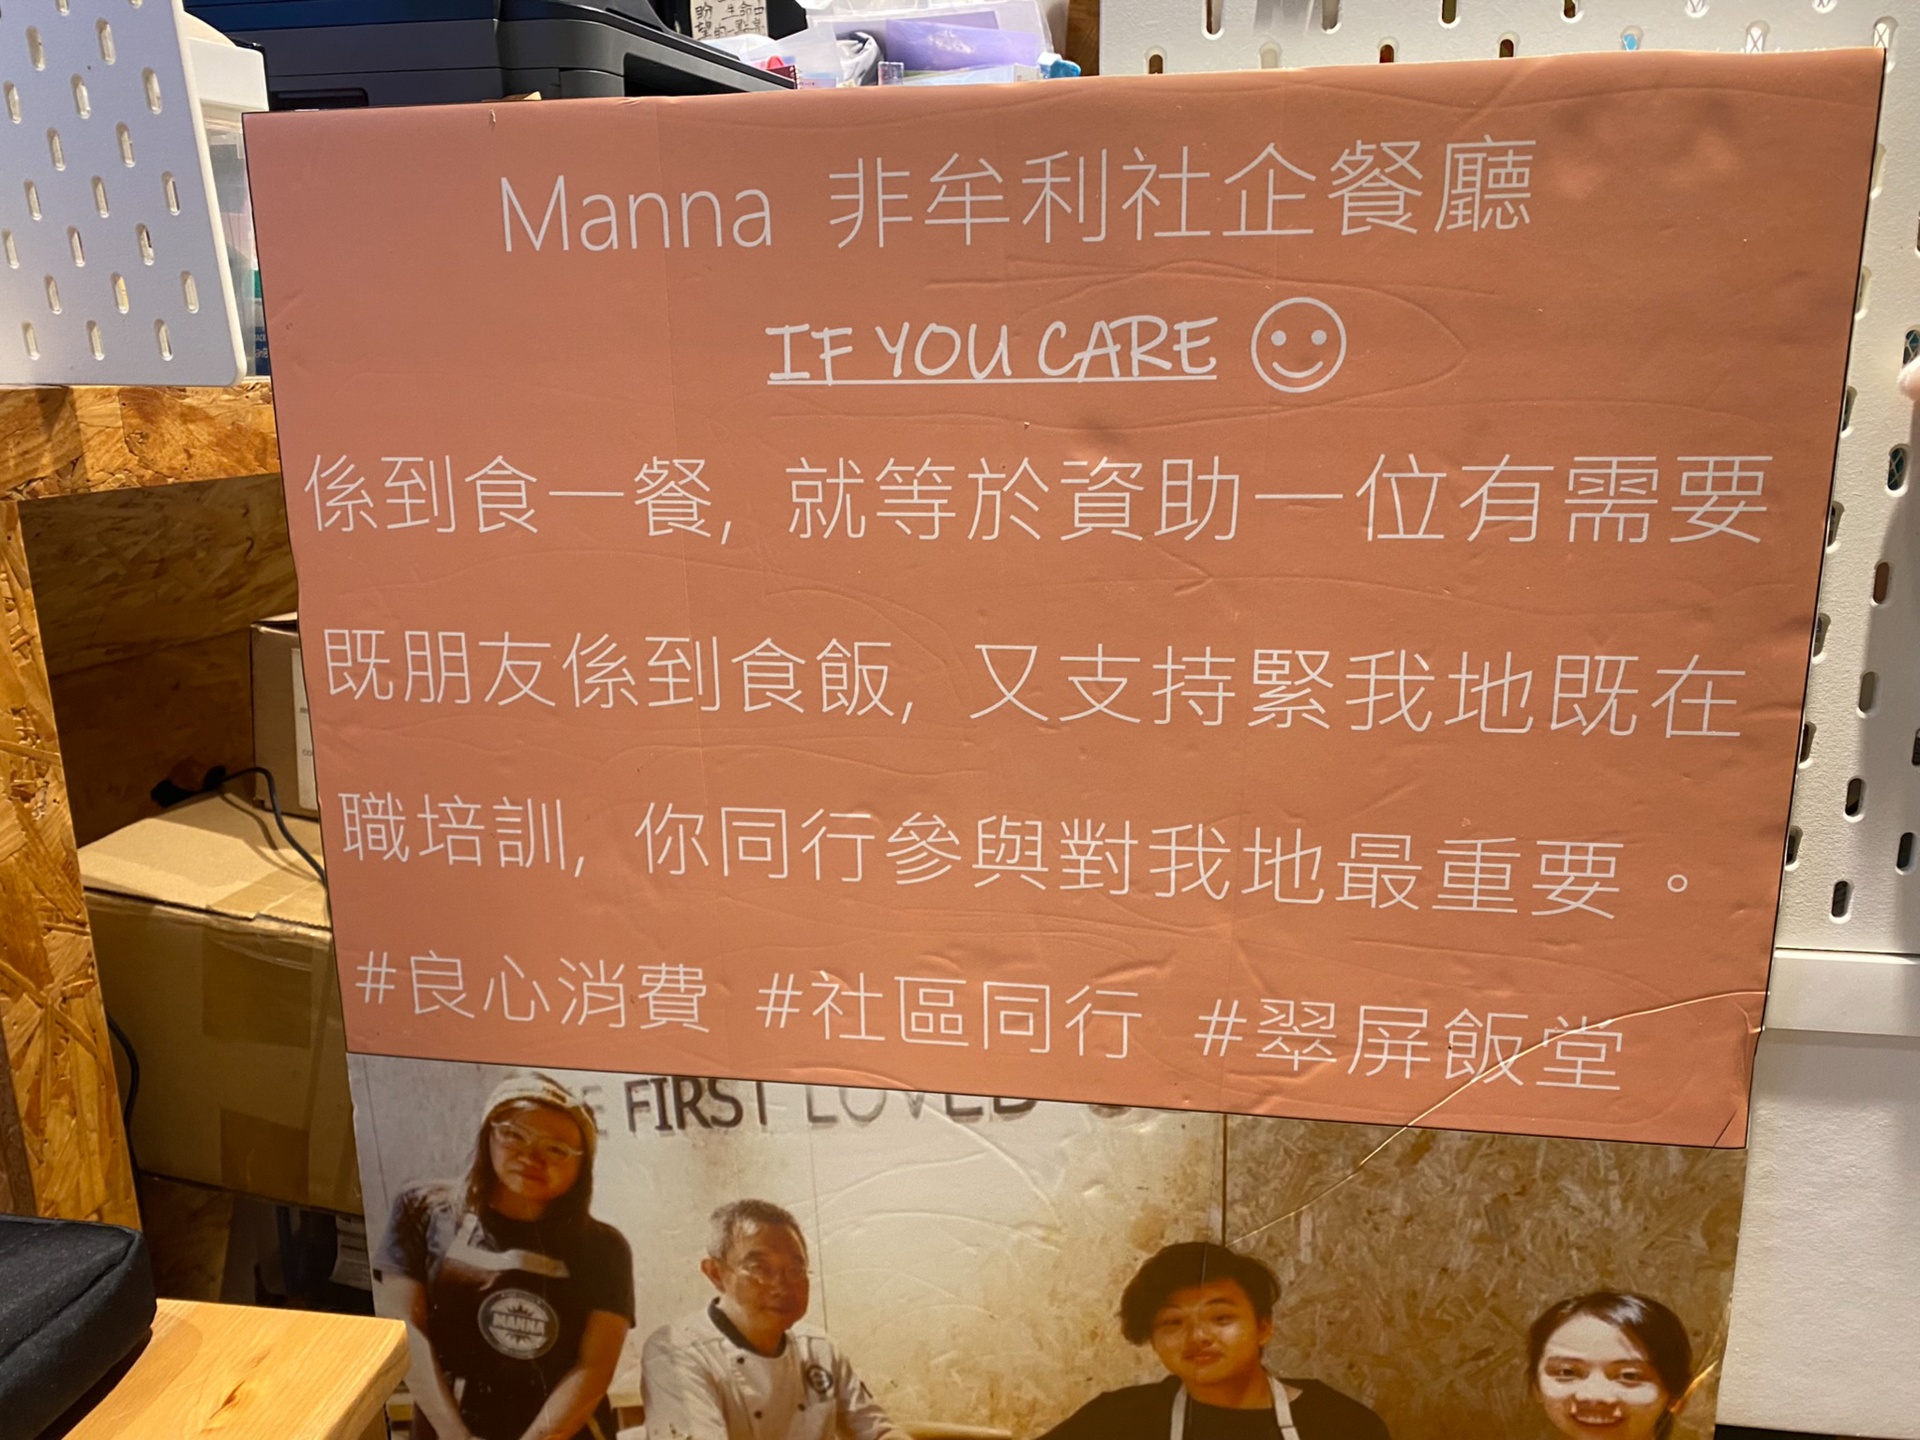 Manna 非牟利社企餐廳
IF YOU CARE
係到食一餐, 就等於資助一位有需要
既朋友係到食飯, 又支持緊我地既在
職培訓, 你同行參與對我地最重要。
#良心消費 #社區同行 #翠屏飯堂
FIRST LOVED
MANNA